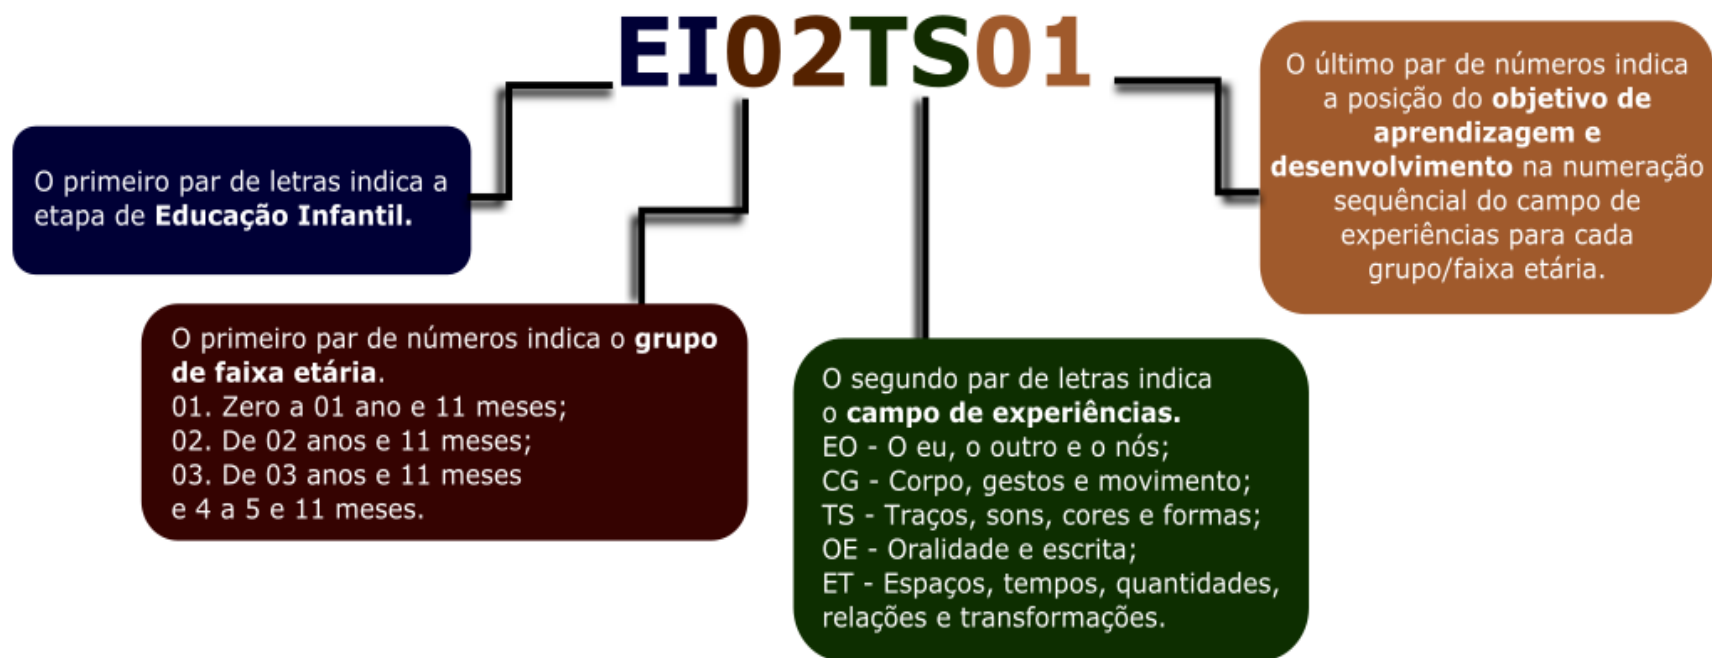 EI02TS01
O primeiro par de letras indica a
etapa de Educação Infantil.
O primeiro par de números indica o grupo
de faixa etária.
01. Zero a 01 ano e 11 meses;
02. De 02 anos e 11 meses;
03. De 03 anos e 11 meses
e 4 a 5 e 11 meses.
O segundo par de letras indica
o campo de experiências.
EO - O eu, o outro e o nós;
CG - Corpo, gestos e movimento;
TS - Traços, sons, cores e formas;
OE - Oralidade e escrita;
ET - Espaços, tempos, quantidades,
relações e transformações.
O último par de números indica
a posição do objetivo de
aprendizagem e
desenvolvimento na numeração
sequêncial do campo de
experiências para cada
grupo/faixa etária.